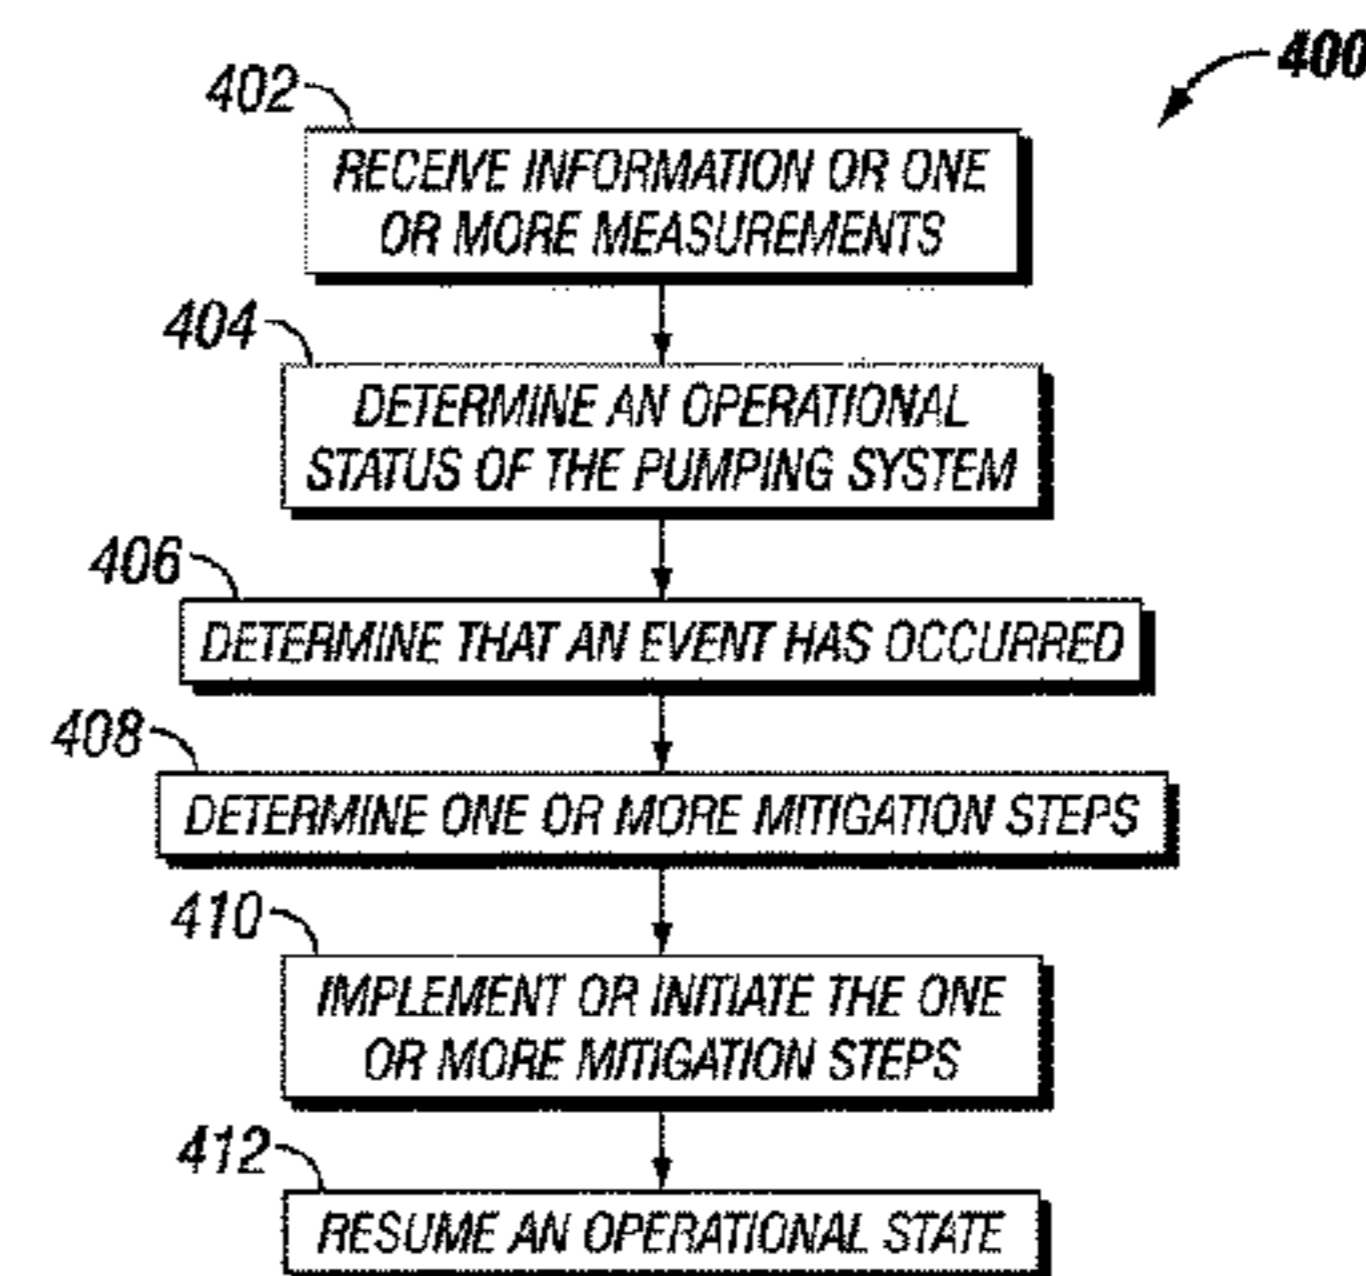 400
402
RECEIVE INFORMATION OR ONE
OR MORE MEASUREMENTS
404
DETERMINE AN OPERATIONAL
STATUS OF THE PUMPING SYSTEM
406
DETERMINE THAT AN EVENT HAS OCCURRED
408
DETERMINE ONE OR MORE MITIGATION STEPS
410
IMPLEMENT OR INITIATE THE ONE
OR MORE MITIGATION STEPS
412
RESUME AN OPERATIONAL STATE